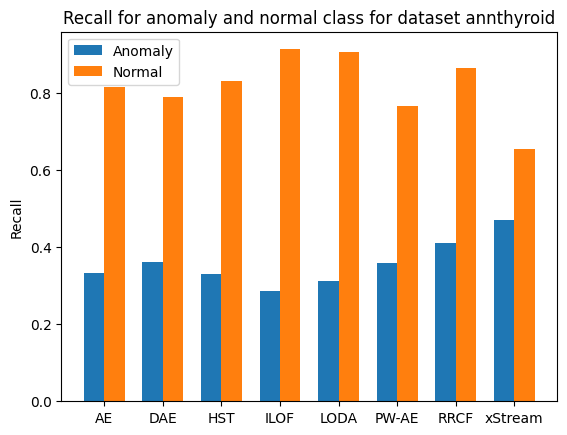 Recall for anomaly and normal class for dataset annthyroid
Anomaly
Normal
Recall
0.8
0.6
0.4
0.2
0.0
AE DAE HST ILOF LODA PW-AE RRCF xStream